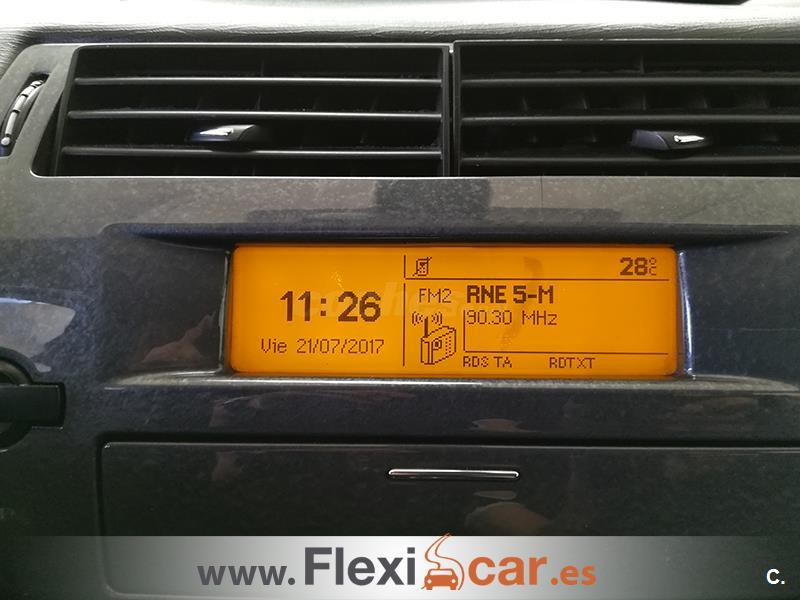 28°C
11:26
FM2 RNE 5-M
90.30 MHz
Vie 21/07/2017
RDS TA RDTXT
www.Flexicar.es
C.